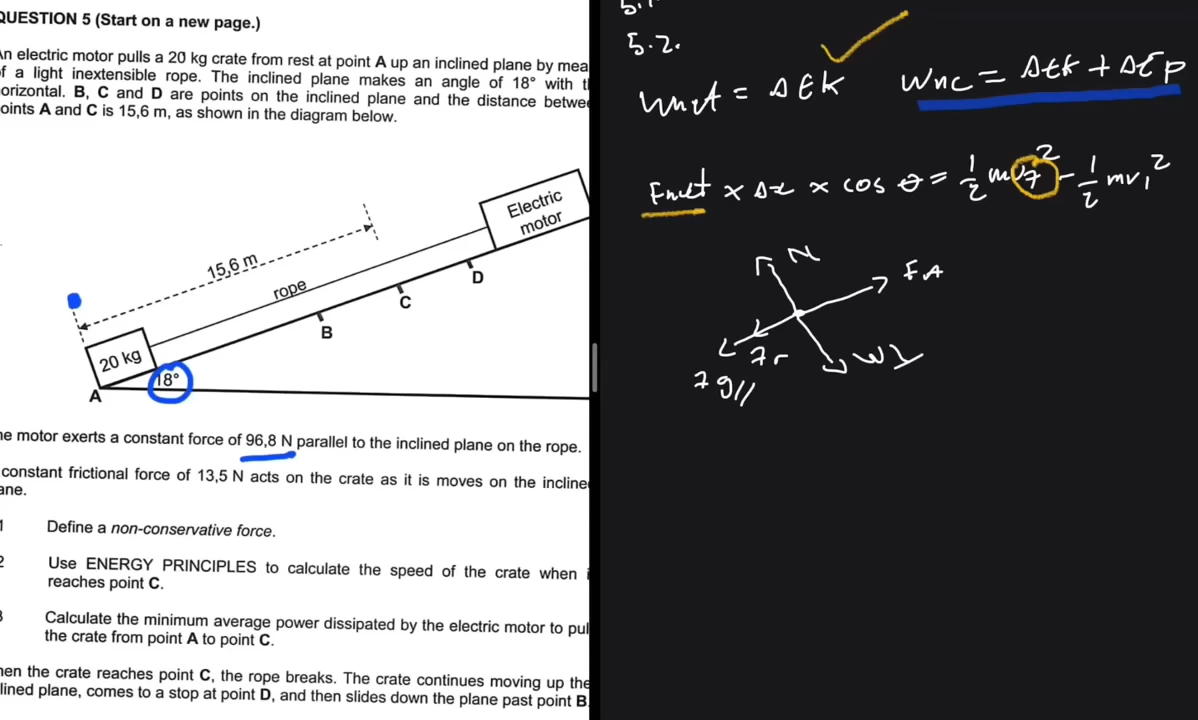 QUESTION 5 (Start on a new page.)
An electric motor pulls a 20 kg crate from rest at point A up an inclined plane by mea
f a light inextensible rope. The inclined plane makes an angle of 18° with t
orizontal. B, C and D are points on the inclined plane and the distance betwe
oints A and C is 15,6 m, as shown in the diagram below.
Electric
motor
15,6 m
rope
D
C
B
20 kg
18°
A
he motor exerts a constant force of 96,8 N parallel to the inclined plane on the rope.
constant frictional force of 13,5 N acts on the crate as it is moves on the incline
ane.
1 Define a non-conservative force.
2 Use ENERGY PRINCIPLES to calculate the speed of the crate when i
reaches point C.
3 Calculate the minimum average power dissipated by the electric motor to pul
the crate from point A to point C.
hen the crate reaches point C, the rope breaks. The crate continues moving up the
lined plane, comes to a stop at point D, and then slides down the plane past point B.
5.2.
Wnet = ΔEk
Wnc = ΔEk + ΔEp
Fnet × Δx × cos θ = 1/2 mvf² - 1/2 mvi²
N
FA
fr
W⊥
Fg//